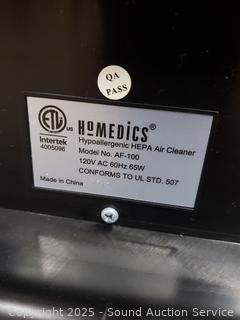 QA
PASS
ETL
US
Intertek
4005096
HoMEDiCS®
Hypoallergenic HEPA Air Cleaner
Model No. AF-100
120V AC 60Hz 65W
CONFORMS TO UL STD. 507
Made in China
Copyright 2025 - Sound Auction Service